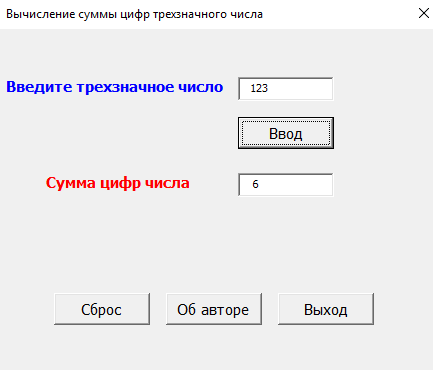 Вычисление суммы цифр трехзначного числа
Введите трехзначное число 123
Ввод
Сумма цифр числа 6
Сброс Об авторе Выход